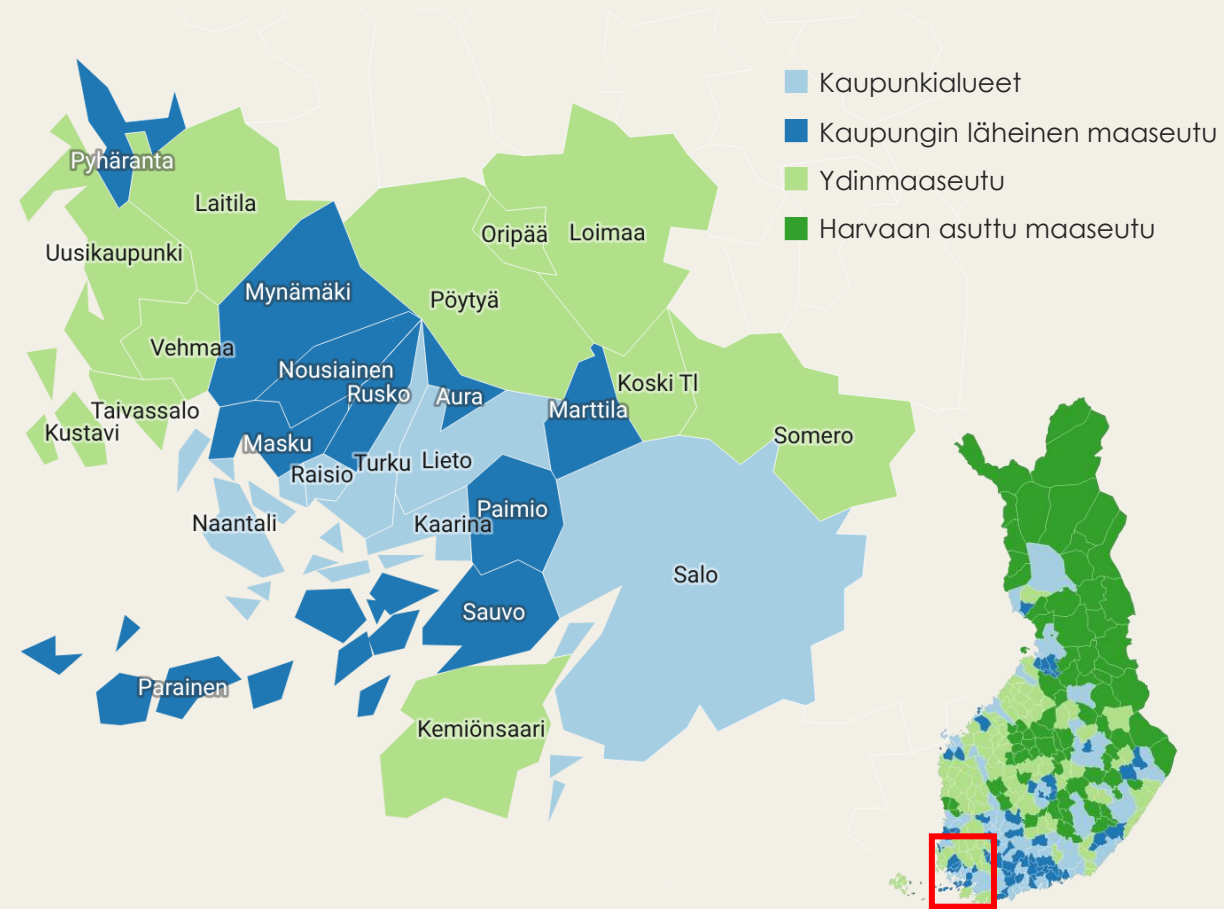 Kaupunkialueet
Kaupungin läheinen maaseutu
Ydinmaaseutu
Harvaan asuttu maaseutu
Pyhäranta
Laitila
Uusikaupunki
Oripää
Loimaa
Mynämäki
Pöytyä
Vehmaa
Nousiainen
Koski Tl
Rusko
Aura
Marttila
Taivassalo
Kustavi
Masku
Somero
Raisio
Turku
Lieto
Naantali
Kaarina
Paimio
Salo
Sauvo
Parainen
Kemiönsaari